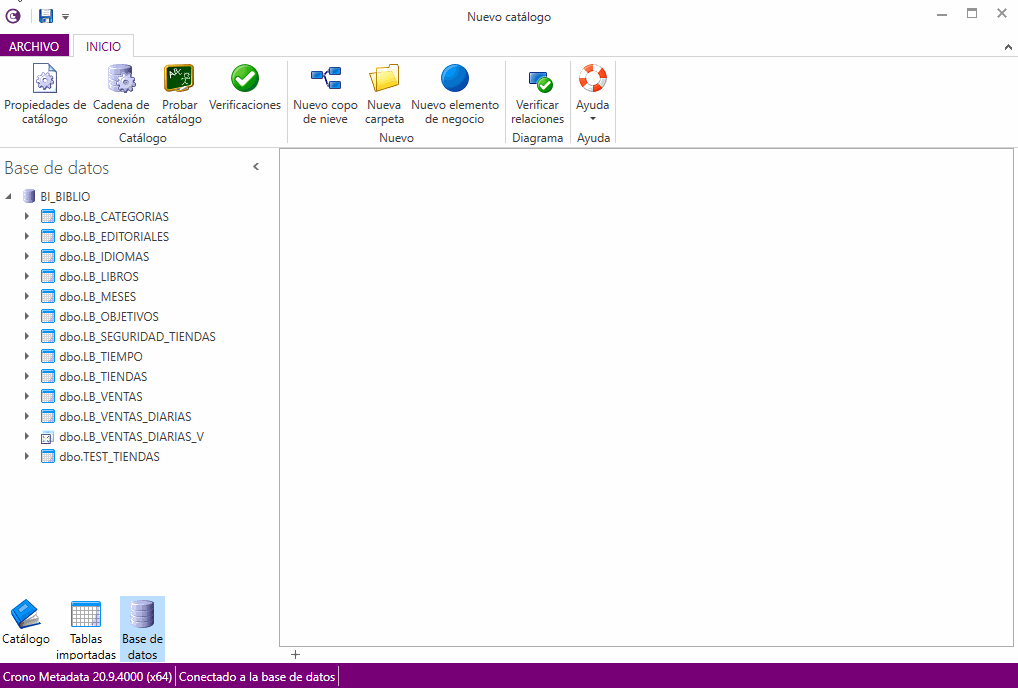 Nuevo catálogo
ARCHIVO
INICIO
Propiedades de
catálogo
Cadena de
conexión
Probar
catálogo
Verificaciones
Catálogo
Nuevo copo
de nieve
Nueva
carpeta
Nuevo elemento
de negocio
Nuevo
Verificar
relaciones
Diagrama
Ayuda
Ayuda
Base de datos
BI_BIBLIO
dbo.LB_CATEGORIAS
dbo.LB_EDITORIALES
dbo.LB_IDIOMAS
dbo.LB_LIBROS
dbo.LB_MESES
dbo.LB_OBJETIVOS
dbo.LB_SEGURIDAD_TIENDAS
dbo.LB_TIEMPO
dbo.LB_TIENDAS
dbo.LB_VENTAS
dbo.LB_VENTAS_DIARIAS
dbo.LB_VENTAS_DIARIAS_V
dbo.TEST_TIENDAS
Catálogo
Tablas
importadas
Base de
datos
Crono Metadata 20.9.4000 (x64)
Conectado a la base de datos